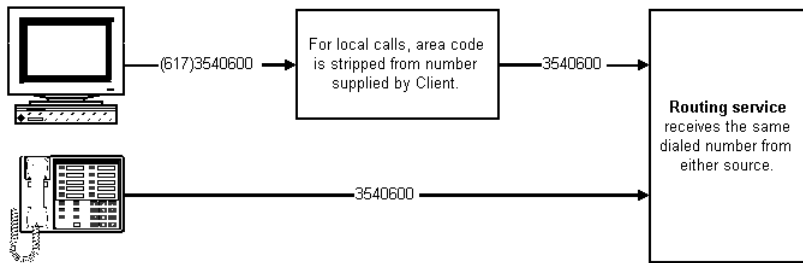 (617)3540600
For local calls, area code
is stripped from number
supplied by Client.
3540600
Routing service
receives the same
dialed number from
either source.
3540600